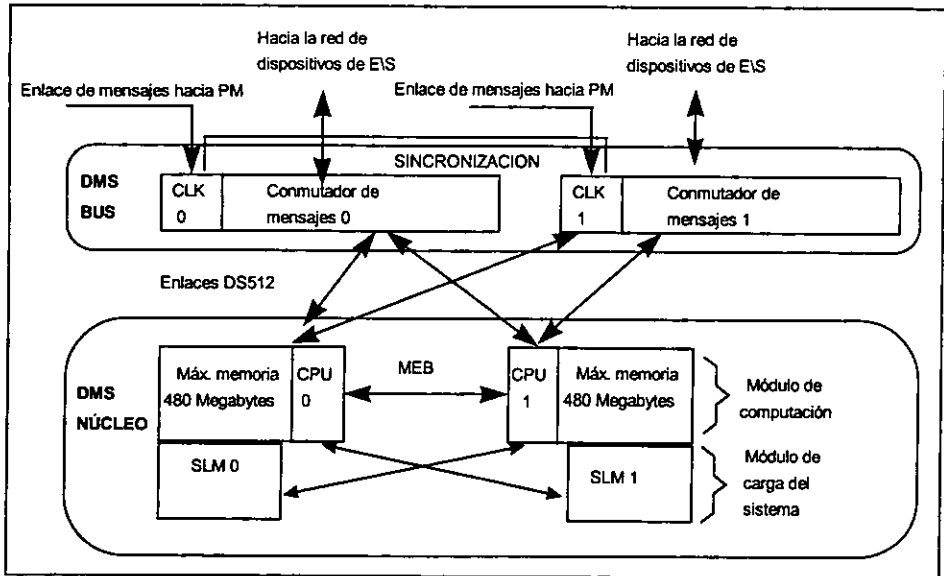 Hacia la red de
dispositivos de E\S
Hacia la red de
dispositivos de E\S
Enlace de mensajes hacia PM
Enlace de mensajes hacia PM
SINCRONIZACION
DMS
BUS
CLK
0
Conmutador de
mensajes 0
CLK
1
Conmutador de
mensajes 1
Enlaces DS512
DMS
NÚCLEO
Máx. memoria
480 Megabytes
CPU
0
MEB
CPU
1
Máx. memoria
480 Megabytes
Módulo de
computación
SLM 0
SLM 1
Módulo de
carga del
sistema